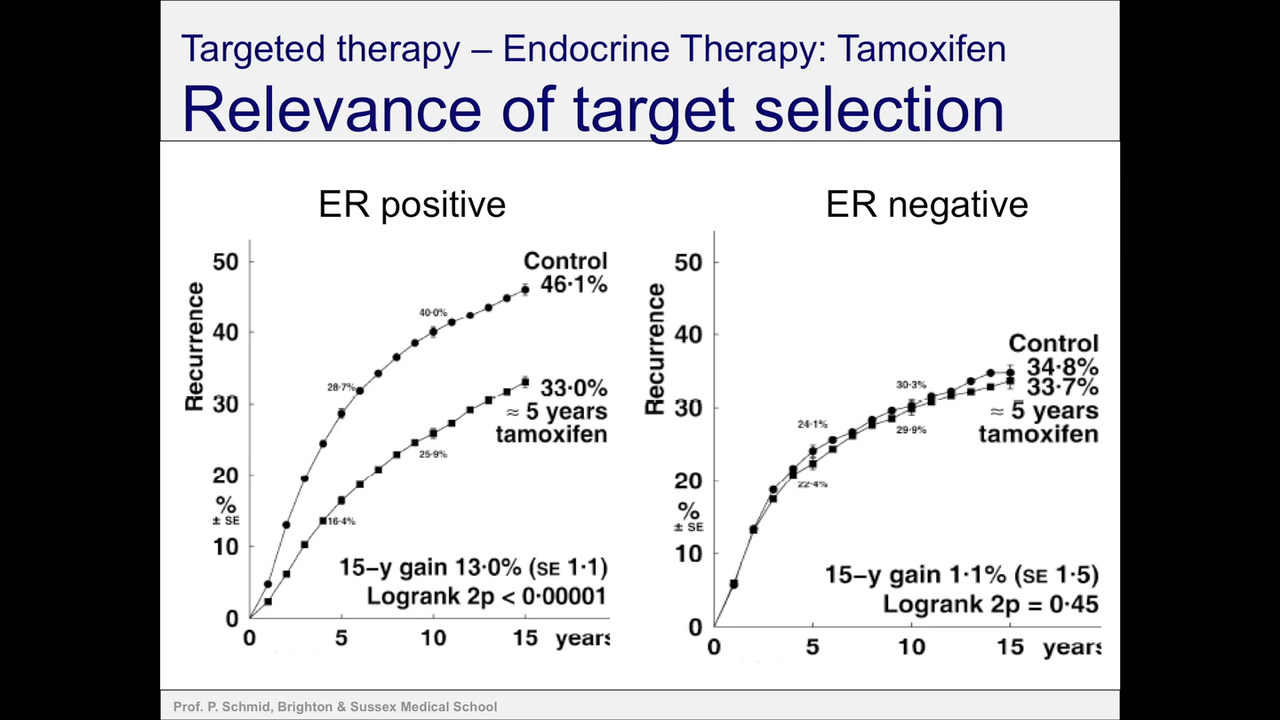 Targeted therapy – Endocrine Therapy: Tamoxifen
Relevance of target selection
ER positive
Recurrence
50
40
30
20
%
± SE
10
0
0 5 10 15 years
Control
46·1%
40·0%
28·7%
33·0%
≈ 5 years
tamoxifen
25·9%
16·4%
15–y gain 13·0% (SE 1·1)
Logrank 2p < 0·00001
ER negative
Recurrence
50
40
30
20
%
± SE
10
0
0 5 10 15 years
Control
34·8%
33·7%
≈ 5 years
tamoxifen
30·3%
24·1%
29·9%
22·4%
15–y gain 1·1% (SE 1·5)
Logrank 2p = 0·45
Prof. P. Schmid, Brighton & Sussex Medical School